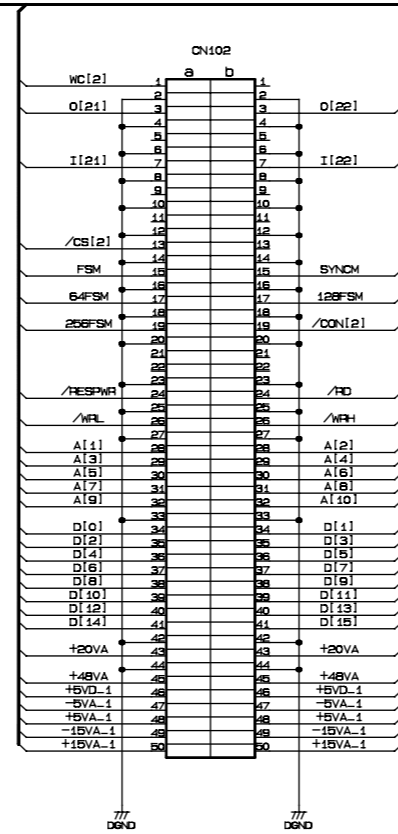 CN102
a b
WC[2] 1 1
2 2
O[21] 3 3 O[22]
4 4
5 5
6 6
I[21] 7 7 I[22]
8 8
9 9
10 10
11 11
12 12
/CS[2] 13 13
14 14
FSM 15 15 SYNCM
16 16
64FSM 17 17 128FSM
18 18
256FSM 19 19 /CON[2]
20 20
21 21
22 22
23 23
/RESPWR 24 24 /RD
25 25
/WRL 26 26 /WRH
27 27
A[1] 28 28 A[2]
A[3] 29 29 A[4]
A[5] 30 30 A[6]
A[7] 31 31 A[8]
A[9] 32 32 A[10]
33 33
D[0] 34 34 D[1]
D[2] 35 35 D[3]
D[4] 36 36 D[5]
D[6] 37 37 D[7]
D[8] 38 38 D[9]
D[10] 39 39 D[11]
D[12] 40 40 D[13]
D[14] 41 41 D[15]
42 42
+20VA 43 43 +20VA
44 44
+48VA 45 45 +48VA
+5VD_1 46 46 +5VD_1
-5VA_1 47 47 -5VA_1
+5VA_1 48 48 +5VA_1
-15VA_1 49 49 -15VA_1
+15VA_1 50 50 +15VA_1
DGND DGND